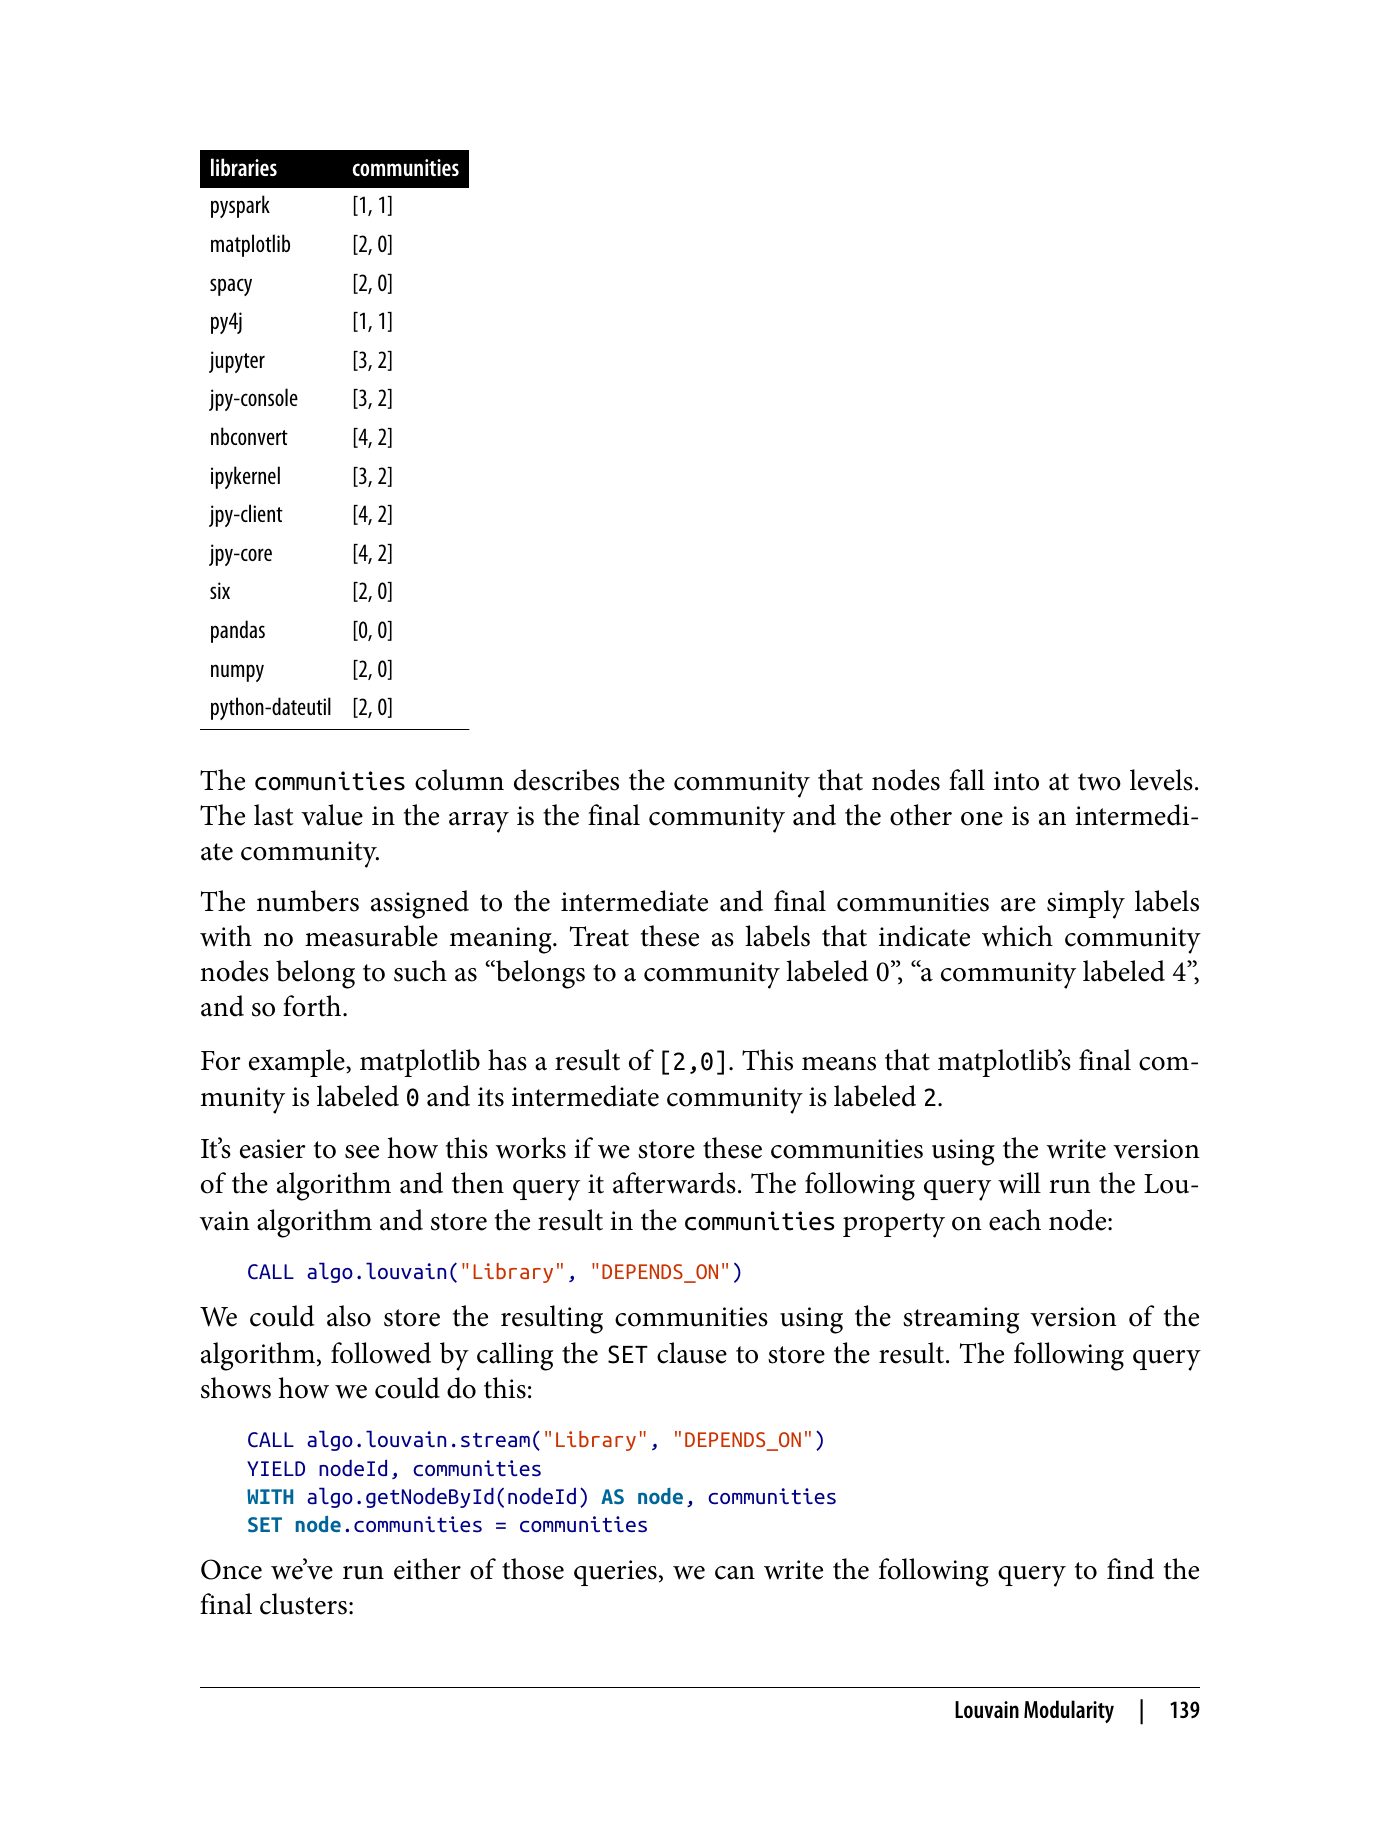 libraries communities
pyspark [1, 1]
matplotlib [2, 0]
spacy [2, 0]
py4j [1, 1]
jupyter [3, 2]
jpy-console [3, 2]
nbconvert [4, 2]
ipykernel [3, 2]
jpy-client [4, 2]
jpy-core [4, 2]
six [2, 0]
pandas [0, 0]
numpy [2, 0]
python-dateutil [2, 0]
The communities column describes the community that nodes fall into at two levels.
The last value in the array is the final community and the other one is an intermedi-
ate community.
The numbers assigned to the intermediate and final communities are simply labels
with no measurable meaning. Treat these as labels that indicate which community
nodes belong to such as “belongs to a community labeled 0”, “a community labeled 4”,
and so forth.
For example, matplotlib has a result of [2,0]. This means that matplotlib’s final com-
munity is labeled 0 and its intermediate community is labeled 2.
It’s easier to see how this works if we store these communities using the write version
of the algorithm and then query it afterwards. The following query will run the Lou-
vain algorithm and store the result in the communities property on each node:
CALL algo.louvain("Library", "DEPENDS_ON")
We could also store the resulting communities using the streaming version of the
algorithm, followed by calling the SET clause to store the result. The following query
shows how we could do this:
CALL algo.louvain.stream("Library", "DEPENDS_ON")
YIELD nodeId, communities
WITH algo.getNodeById(nodeId) AS node, communities
SET node.communities = communities
Once we’ve run either of those queries, we can write the following query to find the
final clusters:
Louvain Modularity | 139